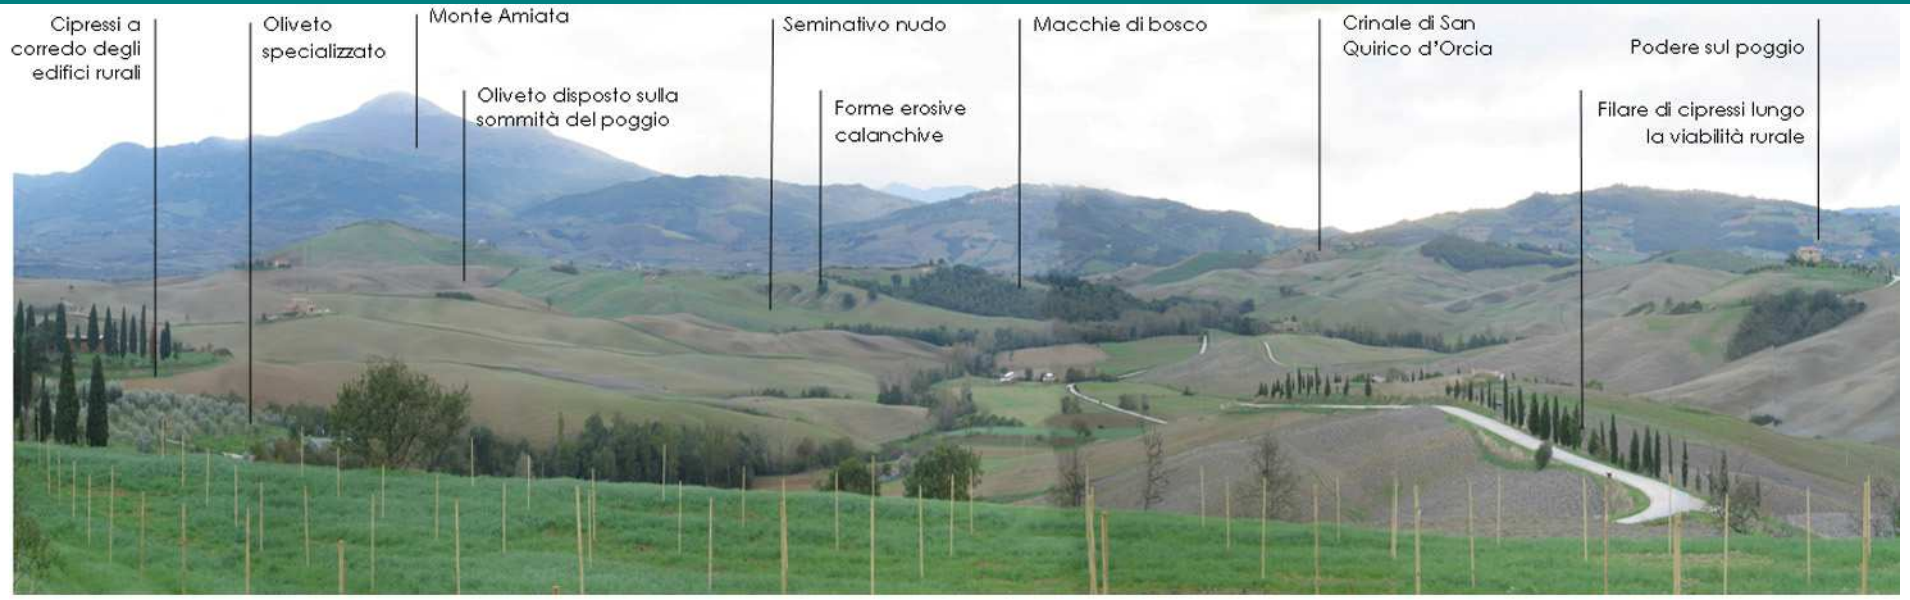 Cipressi a
corredo degli
edifici rurali
Oliveto
specializzato
Monte Amiata
Oliveto disposto sulla
sommità del poggio
Seminativo nudo
Forme erosive
calanchive
Macchie di bosco
Crinale di San
Quirico d'Orcia
Filare di cipressi lungo
la viabilità rurale
Podere sul poggio